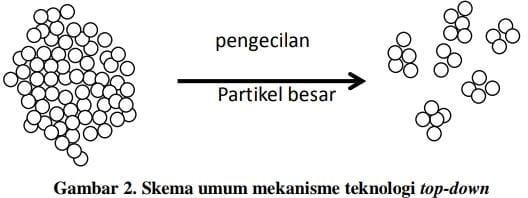 pengecilan
Partikel besar
Gambar 2. Skema umum mekanisme teknologi top-down